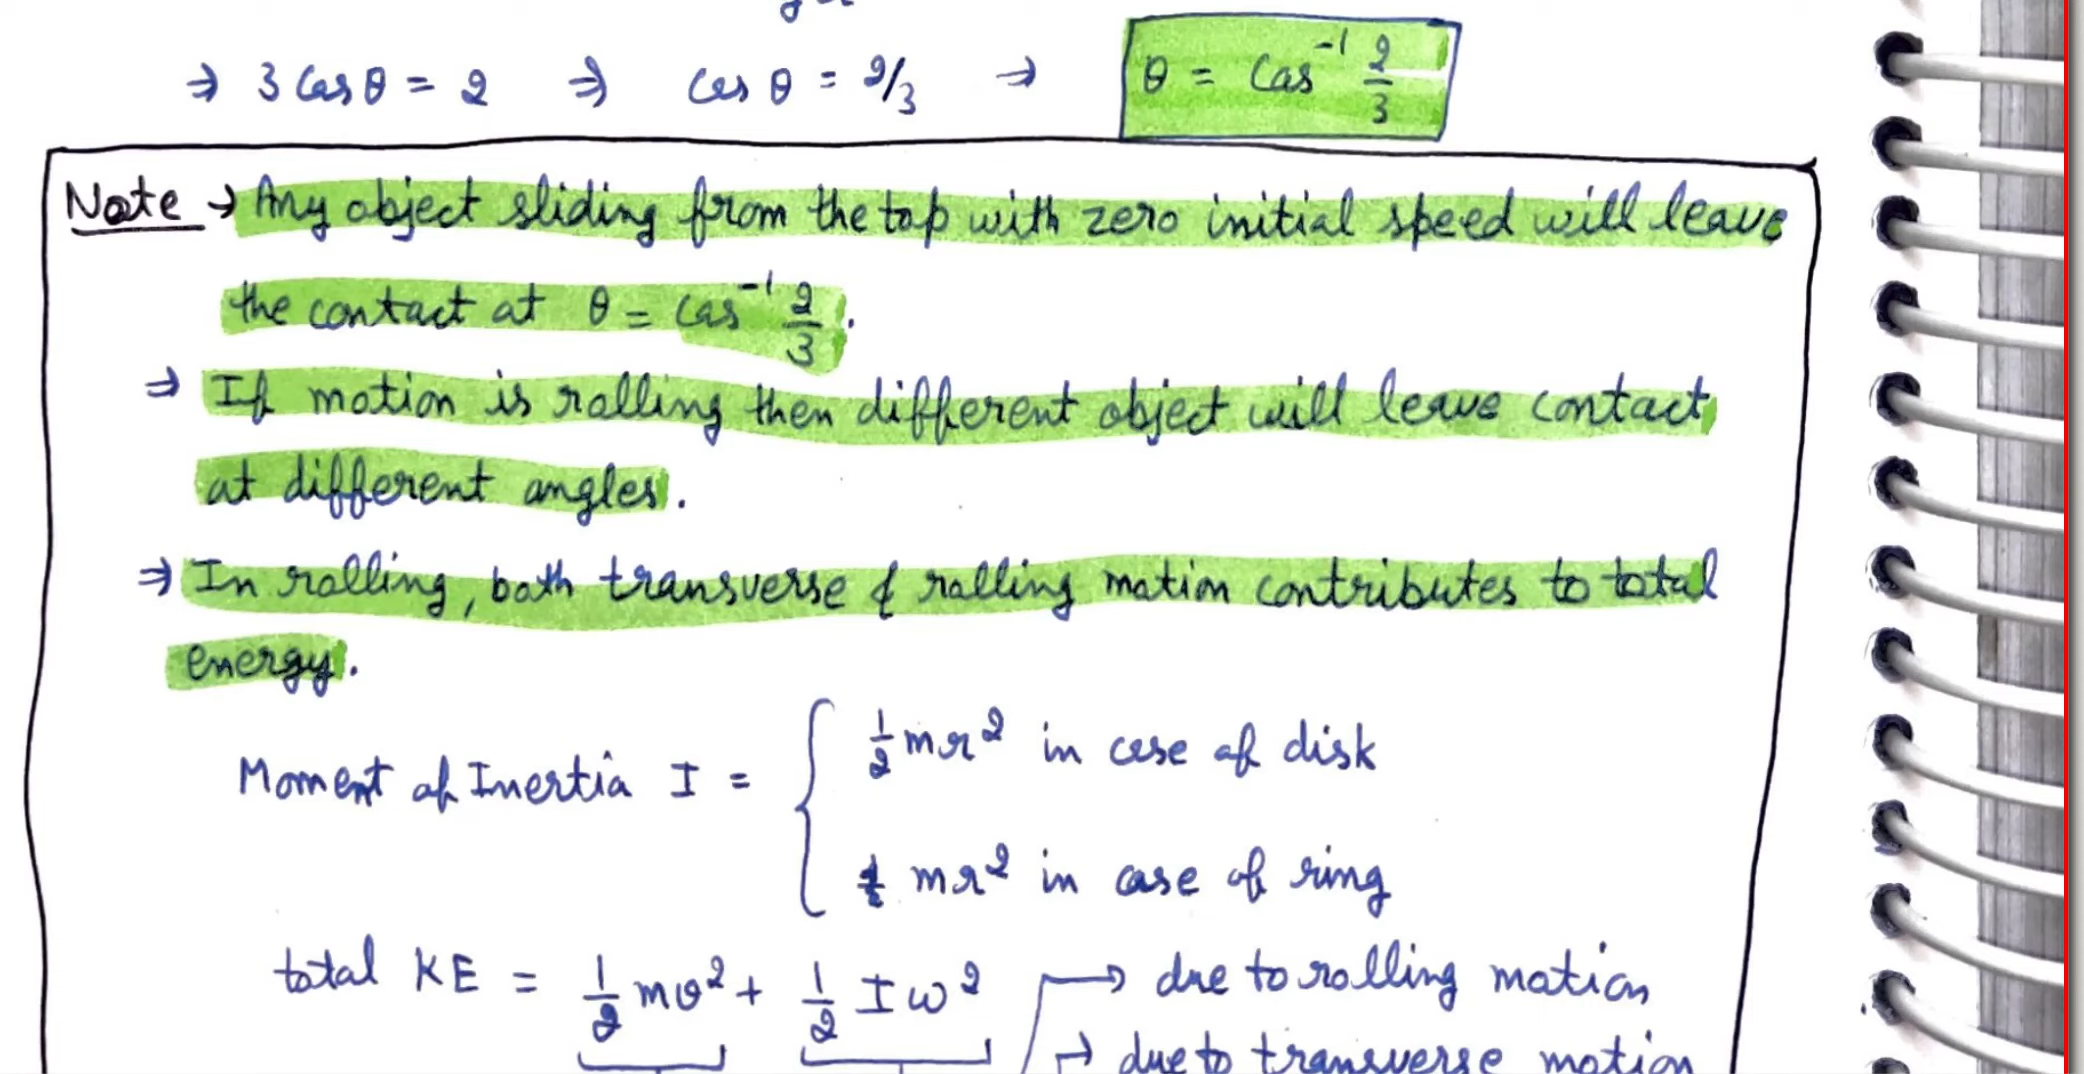 ⇒ 3 Cos θ = 2 ⇒ Cos θ = 2/3 ⇒ θ = Cos⁻¹ 2/3
Note → Any object sliding from the top with zero initial speed will leave
the contact at θ = Cos⁻¹ 2/3.
⇒ If motion is rolling then different object will leave contact
at different angles.
⇒ In rolling, both transverse & rolling motion contributes to total
energy.
Moment of Inertia I = { 1/2 mr² in case of disk
mr² in case of ring
total KE = 1/2 mv² + 1/2 Iω² → due to rolling motion
→ due to transverse motion